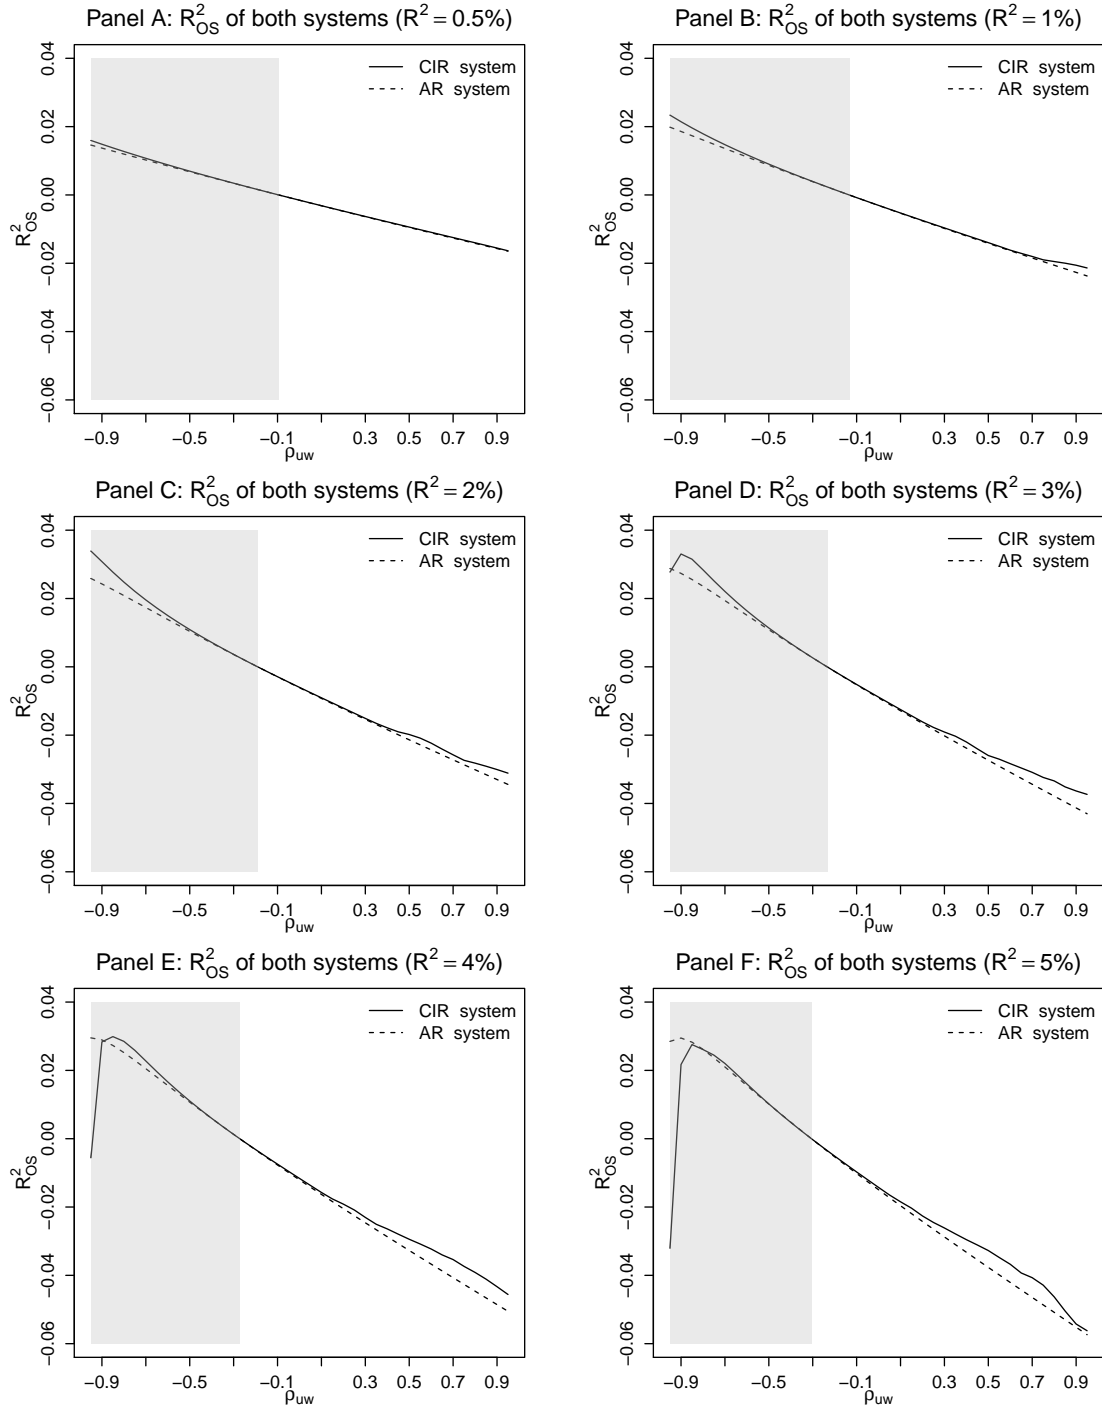 Panel A: R²OS of both systems (R² = 0.5%)
CIR system
AR system
0.04
0.02
0.00
−0.02
−0.04
−0.06
R²OS
−0.9 −0.5 −0.1 0.3 0.5 0.7 0.9
ρuw
Panel B: R²OS of both systems (R² = 1%)
CIR system
AR system
0.04
0.02
0.00
−0.02
−0.04
−0.06
R²OS
−0.9 −0.5 −0.1 0.3 0.5 0.7 0.9
ρuw
Panel C: R²OS of both systems (R² = 2%)
CIR system
AR system
0.04
0.02
0.00
−0.02
−0.04
−0.06
R²OS
−0.9 −0.5 −0.1 0.3 0.5 0.7 0.9
ρuw
Panel D: R²OS of both systems (R² = 3%)
CIR system
AR system
0.04
0.02
0.00
−0.02
−0.04
−0.06
R²OS
−0.9 −0.5 −0.1 0.3 0.5 0.7 0.9
ρuw
Panel E: R²OS of both systems (R² = 4%)
CIR system
AR system
0.04
0.02
0.00
−0.02
−0.04
−0.06
R²OS
−0.9 −0.5 −0.1 0.3 0.5 0.7 0.9
ρuw
Panel F: R²OS of both systems (R² = 5%)
CIR system
AR system
0.04
0.02
0.00
−0.02
−0.04
−0.06
R²OS
−0.9 −0.5 −0.1 0.3 0.5 0.7 0.9
ρuw